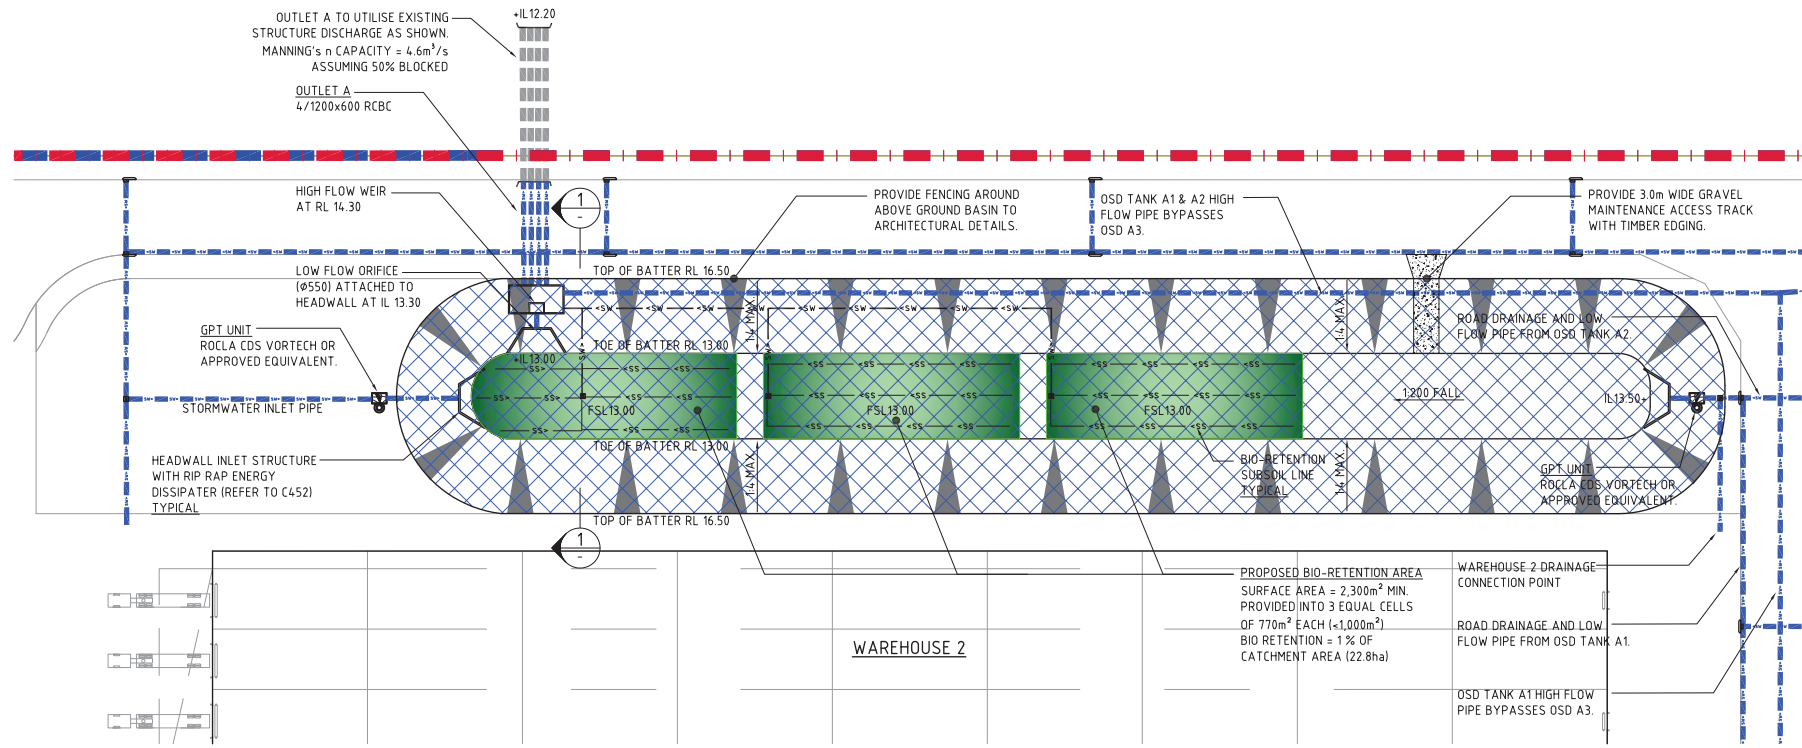 OUTLET A TO UTILISE EXISTING
STRUCTURE DISCHARGE AS SHOWN.
MANNING's n CAPACITY = 4.6m³/s
ASSUMING 50% BLOCKED
+IL12.20
OUTLET A
4/1200x600 RCBC
HIGH FLOW WEIR
AT RL 14.30
1
-
PROVIDE FENCING AROUND
ABOVE GROUND BASIN TO
ARCHITECTURAL DETAILS.
OSD TANK A1 & A2 HIGH
FLOW PIPE BYPASSES
OSD A3.
PROVIDE 3.0m WIDE GRAVEL
MAINTENANCE ACCESS TRACK
WITH TIMBER EDGING.
LOW FLOW ORIFICE
(ø550) ATTACHED TO
HEADWALL AT IL 13.30
TOP OF BATTER RL 16.50
GPT UNIT
ROCLA CDS VORTECH OR
APPROVED EQUIVALENT.
1:4 MAX.
1:4 MAX.
ROAD DRAINAGE AND LOW
FLOW PIPE FROM OSD TANK A2.
TOE OF BATTER RL 13.00
+IL13.00
STORMWATER INLET PIPE
FSL13.00
FSL13.00
FSL13.00
1:200 FALL
IL13.50+
TOE OF BATTER RL 13.00
HEADWALL INLET STRUCTURE
WITH RIP RAP ENERGY
DISSIPATER (REFER TO C452)
TYPICAL
1:4 MAX.
BIO-RETENTION
SUBSOIL LINE
TYPICAL
1:4 MAX.
GPT UNIT
ROCLA CDS VORTECH OR
APPROVED EQUIVALENT.
TOP OF BATTER RL 16.50
1
-
PROPOSED BIO-RETENTION AREA
SURFACE AREA = 2,300m² MIN.
PROVIDED INTO 3 EQUAL CELLS
OF 770m² EACH (<1,000m²)
BIO RETENTION = 1 % OF
CATCHMENT AREA (22.8ha)
WAREHOUSE 2 DRAINAGE
CONNECTION POINT
ROAD DRAINAGE AND LOW
FLOW PIPE FROM OSD TANK A1.
WAREHOUSE 2
OSD TANK A1 HIGH FLOW
PIPE BYPASSES OSD A3.